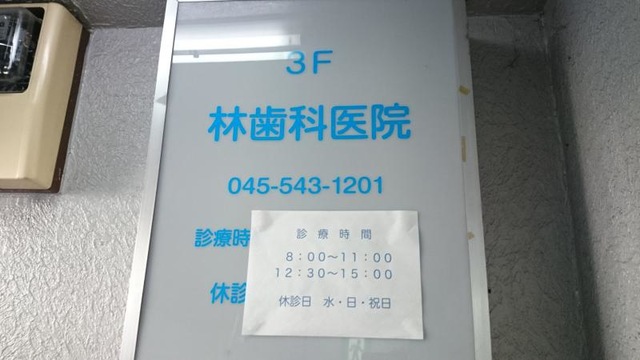 3F
林歯科医院
045-543-1201
診療時
休診
診療時間
8:00～11:00
12:30～15:00
休診日 水・日・祝日